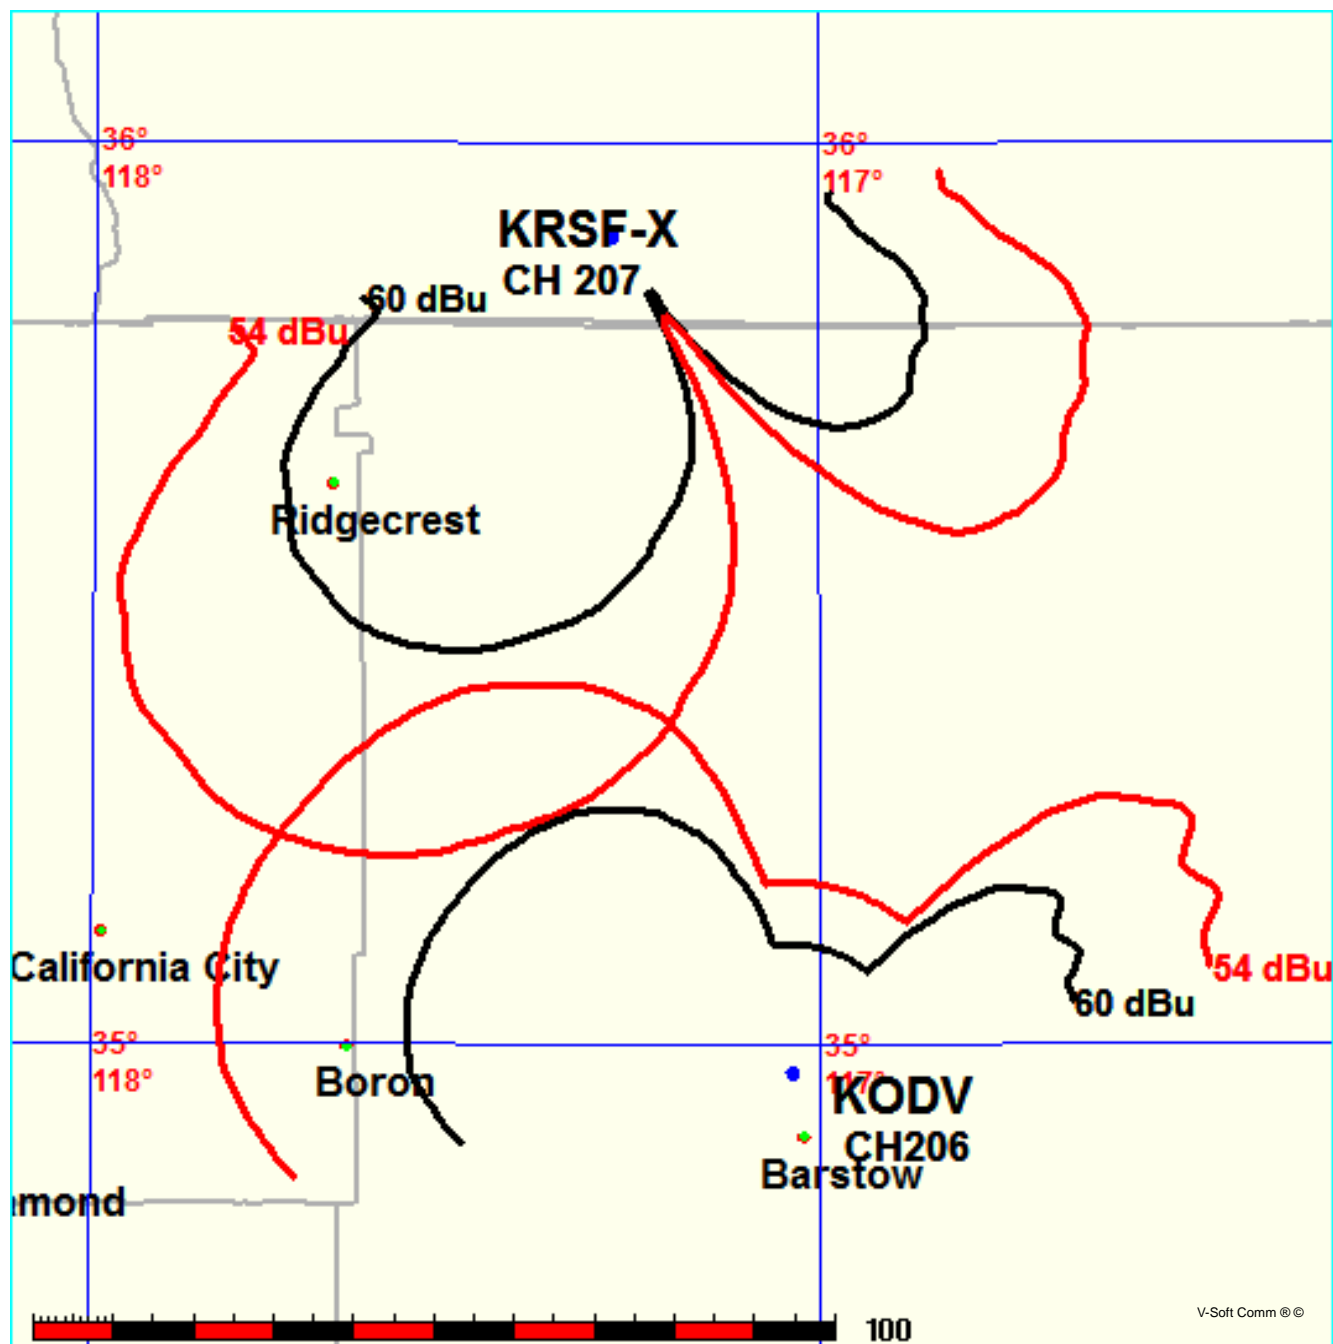 36°
118°
36°
117°
KRSF-X
CH 207
60 dBu
54 dBu
Ridgecrest
California City
54 dBu
60 dBu
35°
118°
Boron
35°
117°
KODV
CH206
Barstow
mond
V-Soft Comm ® ©
100